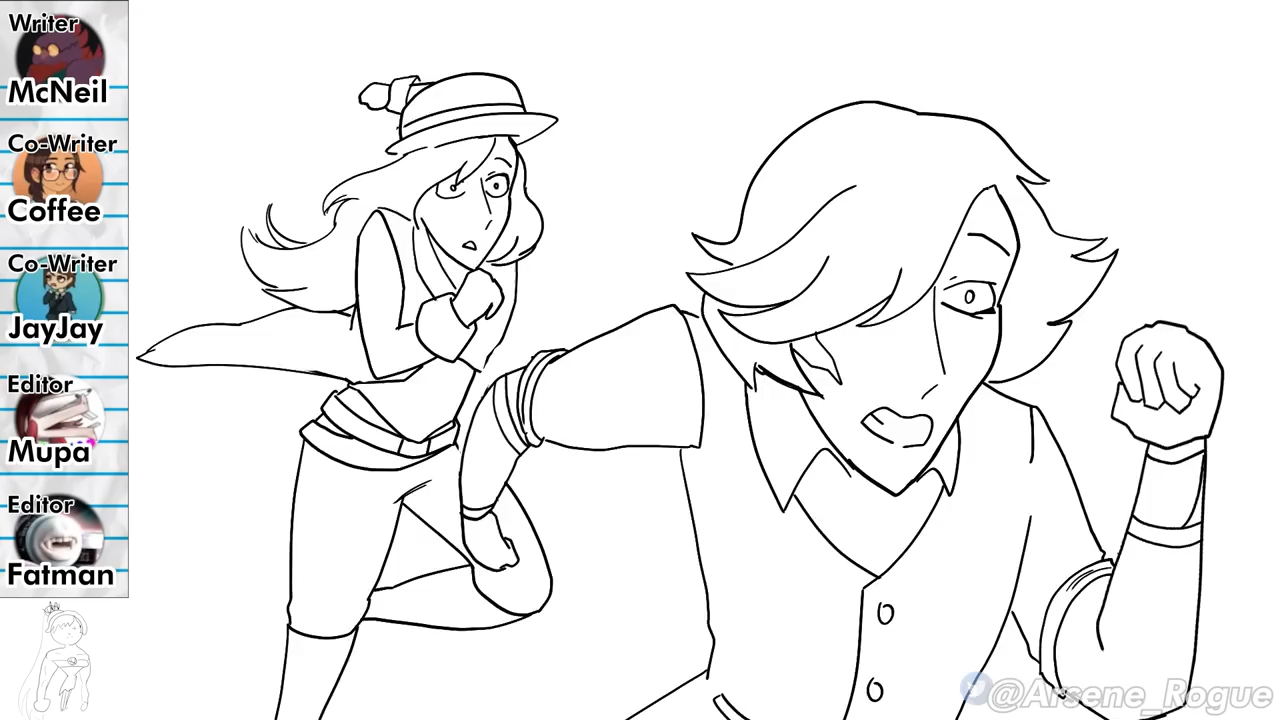 Writer
McNeil
Co-Writer
Coffee
Co-Writer
JayJay
Editor
Mupa
Editor
Fatman
@Arsene_Rogue